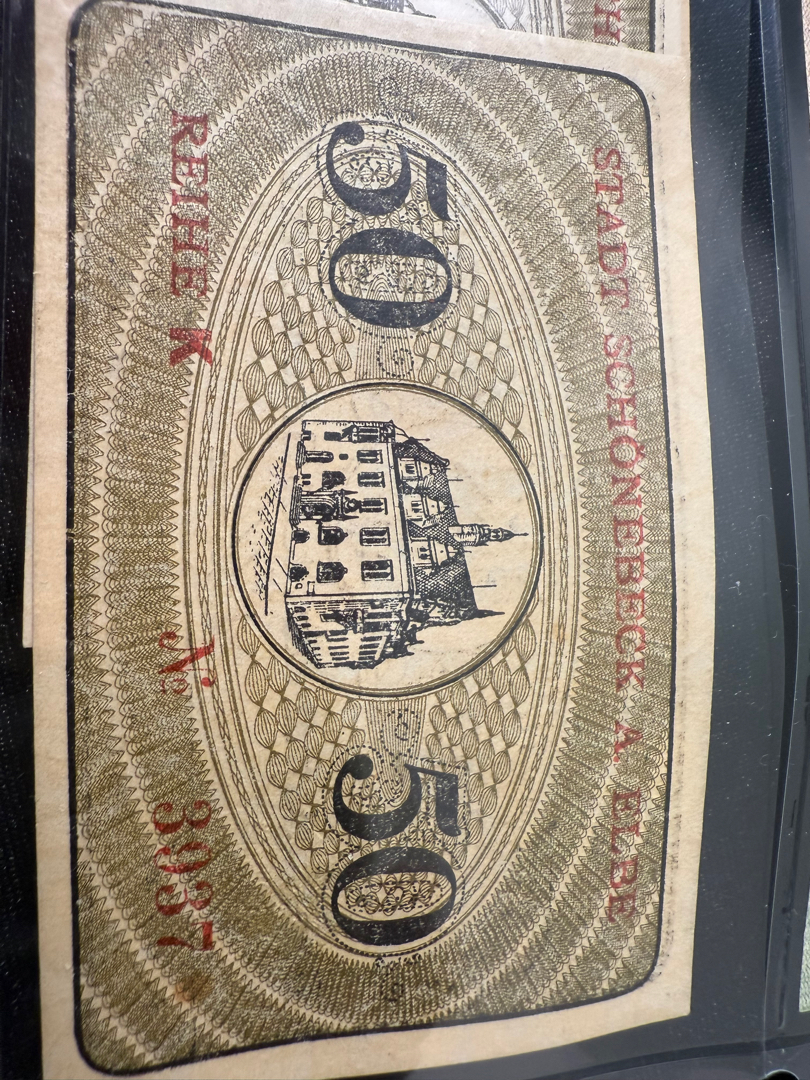 STADT SCHÖNEBECK A. ELBE
50 50
REIHE K № 3937